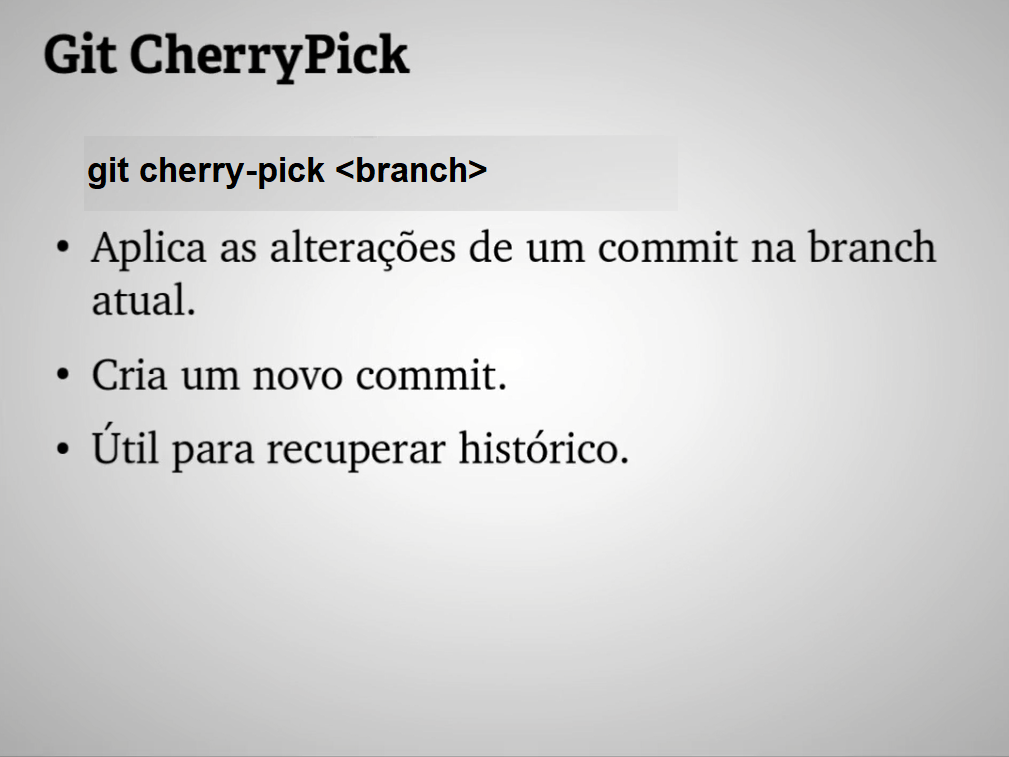 Git CherryPick
git cherry-pick <branch>
• Aplica as alterações de um commit na branch
atual.
• Cria um novo commit.
• Útil para recuperar histórico.